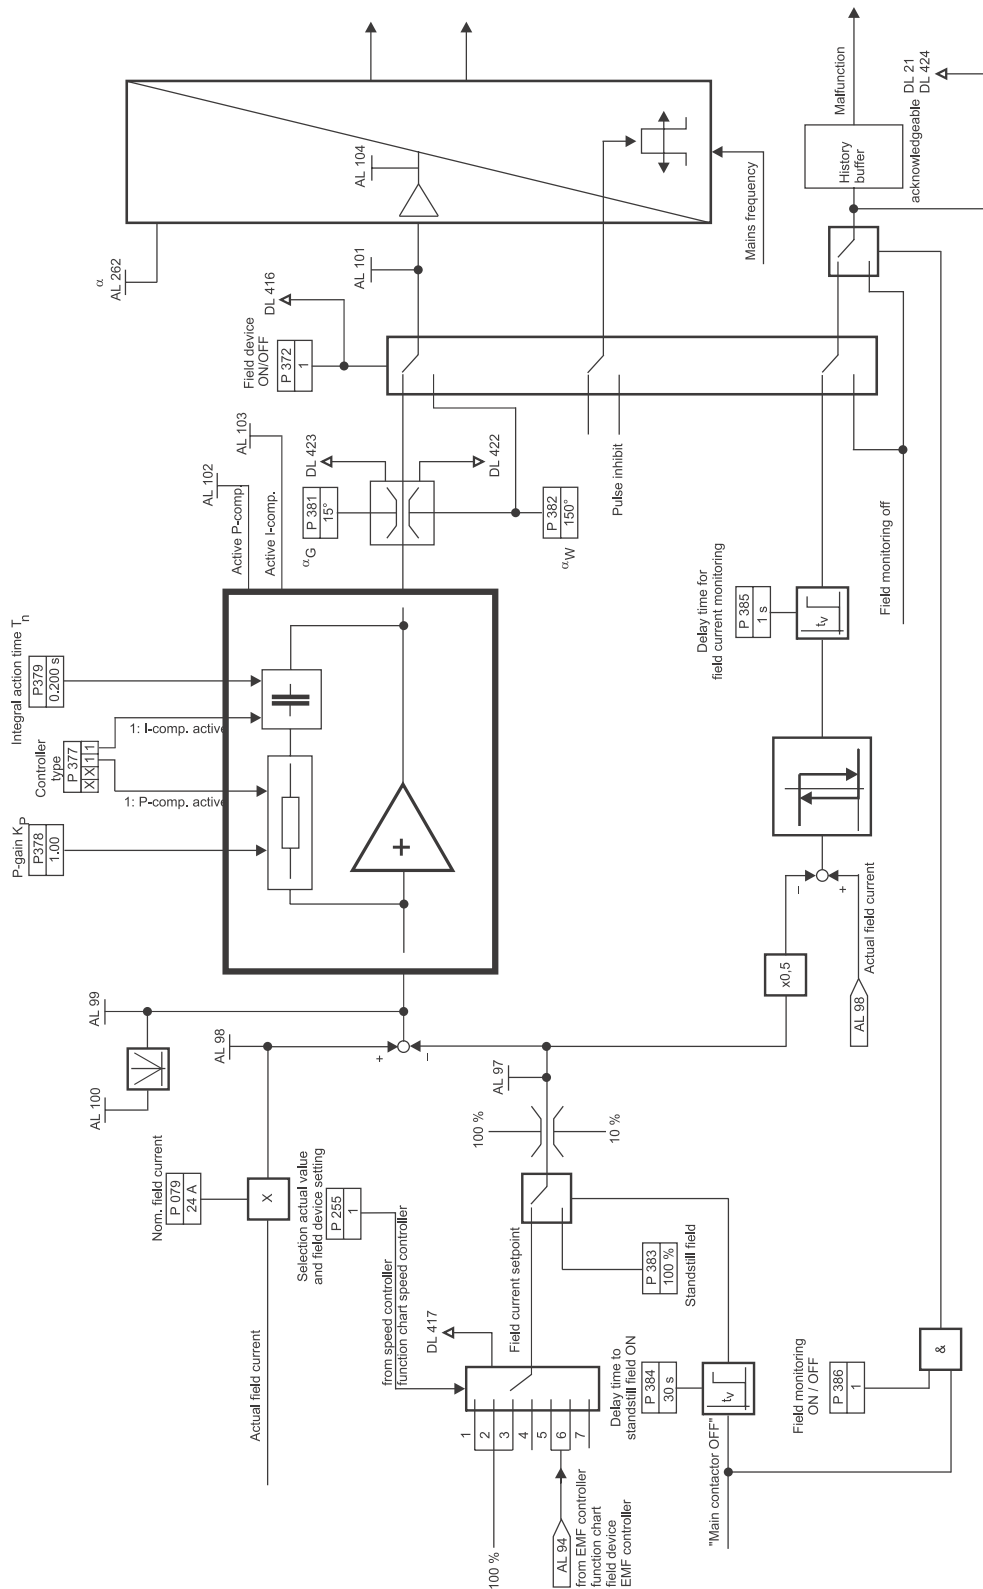 Integral action time Tn
P379
0.200 s
Controller
type
P 377
X X 1 1
P-gain KP
P378
1.00
1: I-comp. active
1: P-comp. active
AL 102
Active P-comp.
AL 103
Active I-comp.
α
AL 262
AL 104
AL 101
Mains frequency
Field device
ON/OFF
P 372
1
DL 416
DL 423
DL 422
αG
P 381
15°
αW
P 382
150°
Pulse inhibit
Malfunction
History
buffer
acknowledgeable
DL 21
DL 424
Delay time for
field current monitoring
P 385
1 s
tv
Field monitoring off
AL 100
AL 99
AL 98
+
–
+
Nom. field current
P 079
24 A
X
Actual field current
Selection actual value
and field device setting
P 255
1
from speed controller
function chart speed controller
DL 417
AL 97
100 %
10 %
Field current setpoint
P 383
100 %
Standstill field
1
2
3
4
5
6
7
100 %
AL 94
from EMF controller
function chart
field device
EMF controller
Delay time to
standstill field ON
P 384
30 s
tv
"Main contactor OFF"
x0,5
–
+
AL 98
Actual field current
Field monitoring
ON / OFF
P 386
1
&